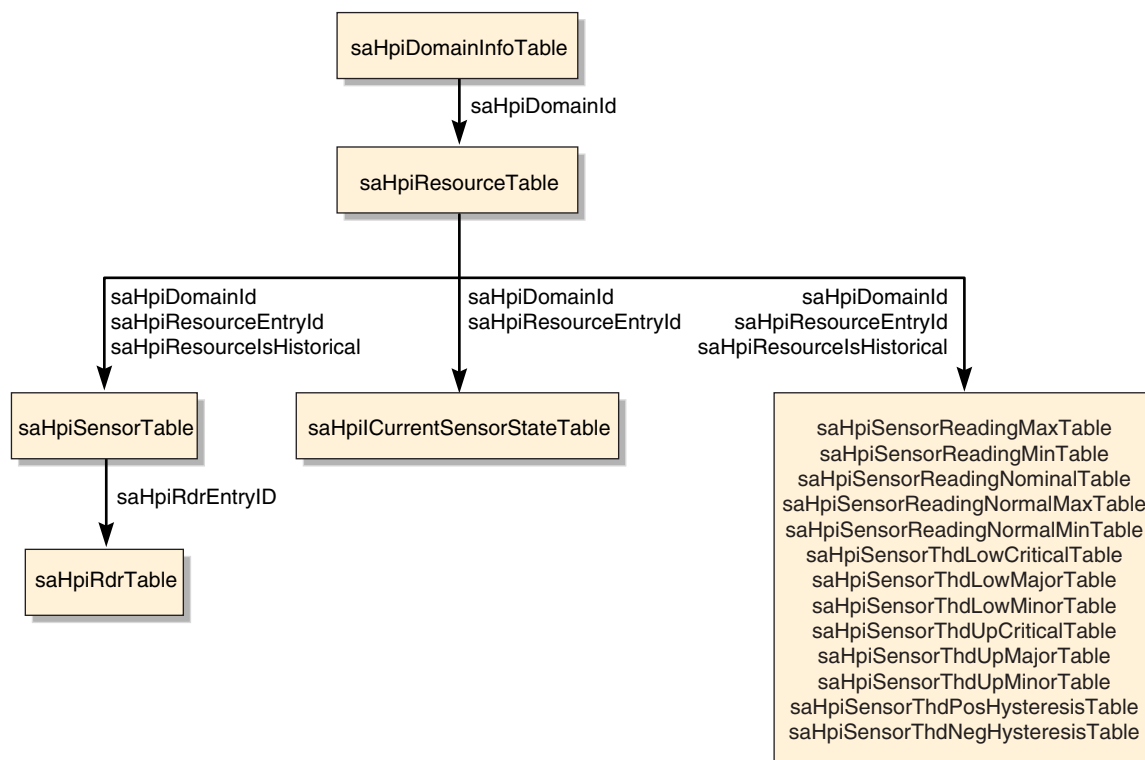 saHpiDomainInfoTable
saHpiDomainId
saHpiResourceTable
saHpiDomainId
saHpiResourceEntryId
saHpiResourceIsHistorical
saHpiDomainId
saHpiResourceEntryId
saHpiDomainId
saHpiResourceEntryId
saHpiResourceIsHistorical
saHpiSensorTable
saHpiICurrentSensorStateTable
saHpiRdrEntryID
saHpiRdrTable
saHpiSensorReadingMaxTable
saHpiSensorReadingMinTable
saHpiSensorReadingNominalTable
saHpiSensorReadingNormalMaxTable
saHpiSensorReadingNormalMinTable
saHpiSensorThdLowCriticalTable
saHpiSensorThdLowMajorTable
saHpiSensorThdLowMinorTable
saHpiSensorThdUpCriticalTable
saHpiSensorThdUpMajorTable
saHpiSensorThdUpMinorTable
saHpiSensorThdPosHysteresisTable
saHpiSensorThdNegHysteresisTable